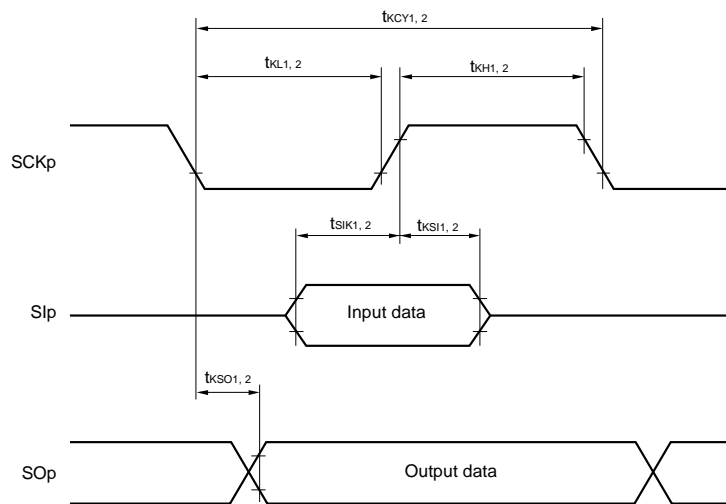 tKCY1, 2
tKL1, 2
tKH1, 2
SCKp
tSIK1, 2
tKSI1, 2
SIp
Input data
tKSO1, 2
SOp
Output data